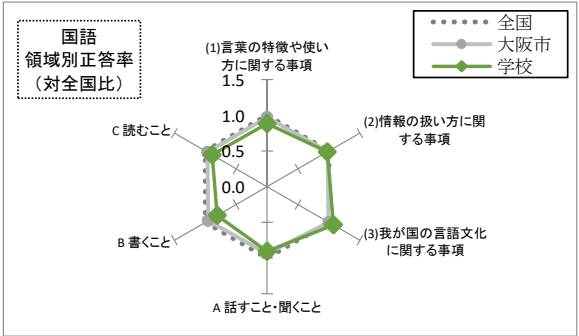 国語
領域別正答率
（対全国比）
全国
大阪市
学校
(1)言葉の特徴や使い
方に関する事項
1.5
1.0
0.5
0.0
(2)情報の扱い方に関
する事項
(3)我が国の言語文化
に関する事項
A 話すこと・聞くこと
B 書くこと
C 読むこと